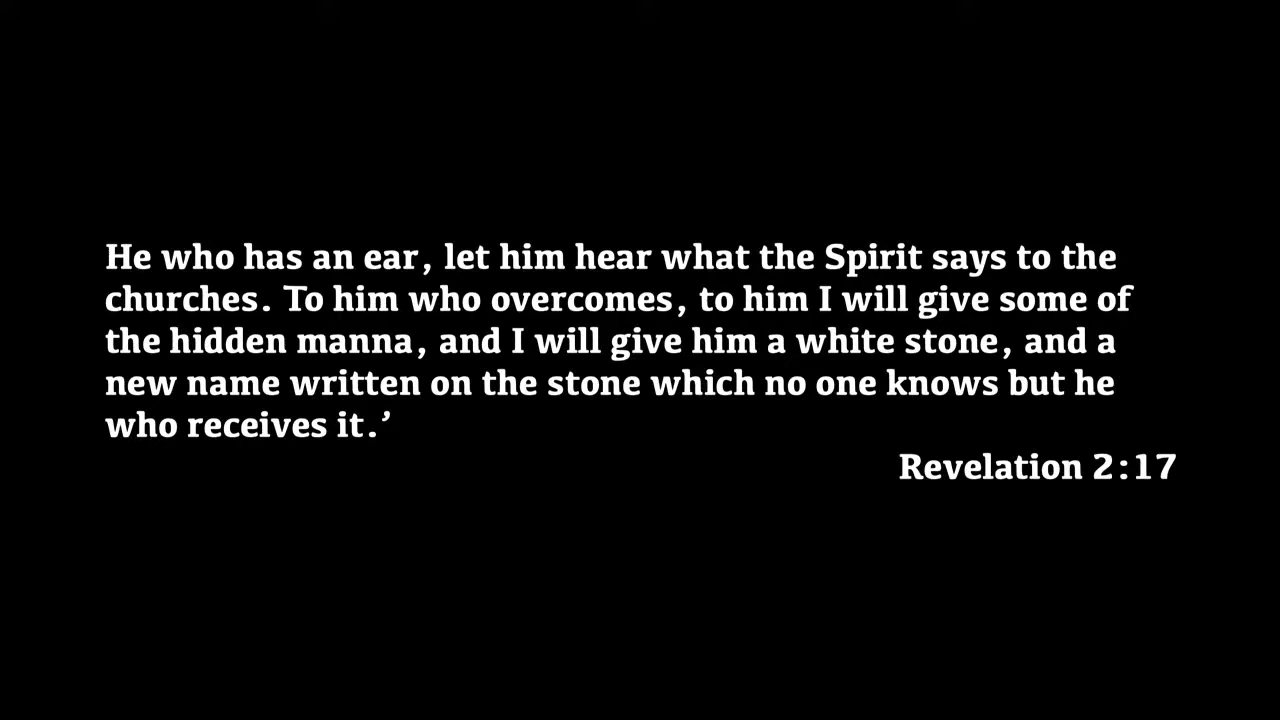 He who has an ear, let him hear what the Spirit says to the
churches. To him who overcomes, to him I will give some of
the hidden manna, and I will give him a white stone, and a
new name written on the stone which no one knows but he
who receives it.’
Revelation 2:17